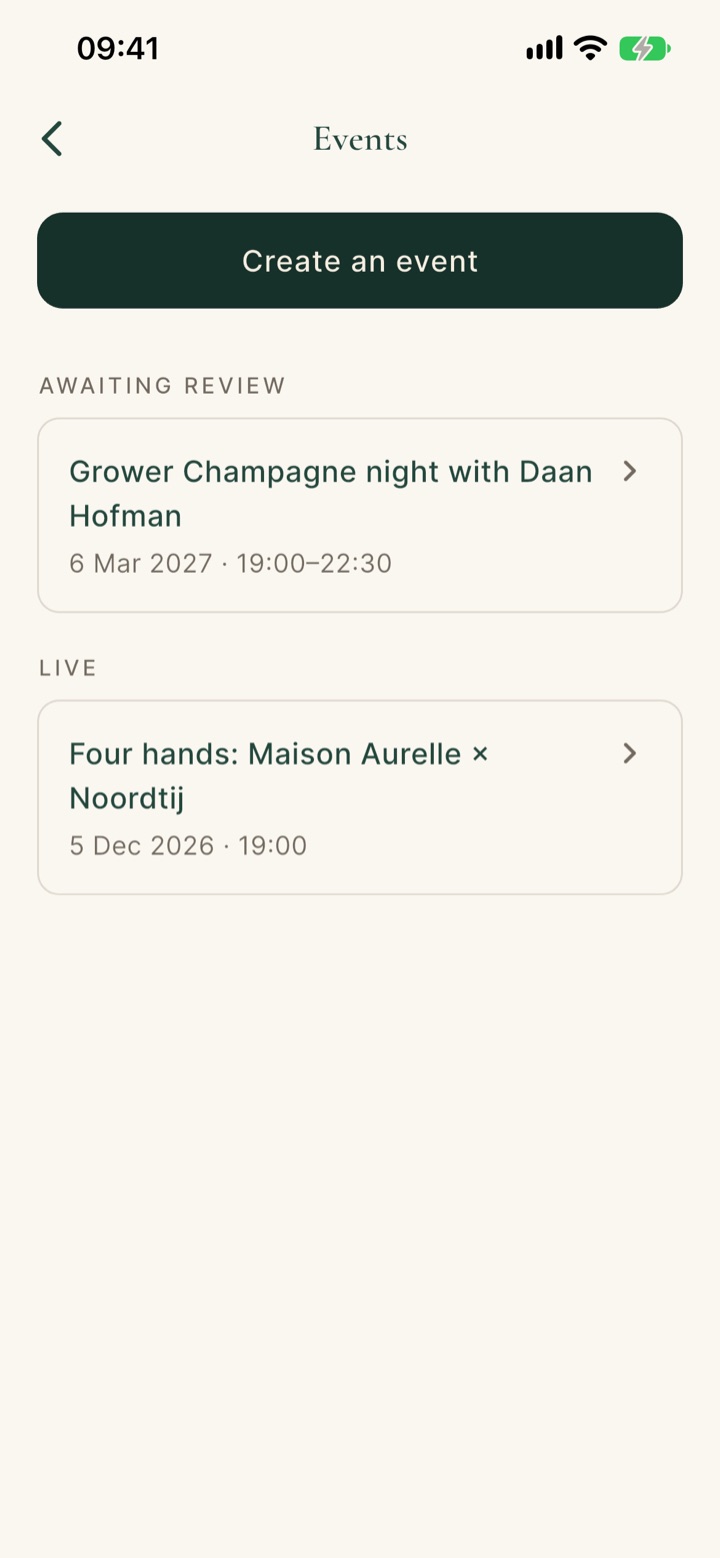 09:41
Events
Create an event
AWAITING REVIEW
Grower Champagne night with Daan
Hofman
6 Mar 2027 · 19:00–22:30
LIVE
Four hands: Maison Aurelle ×
Noordtij
5 Dec 2026 · 19:00